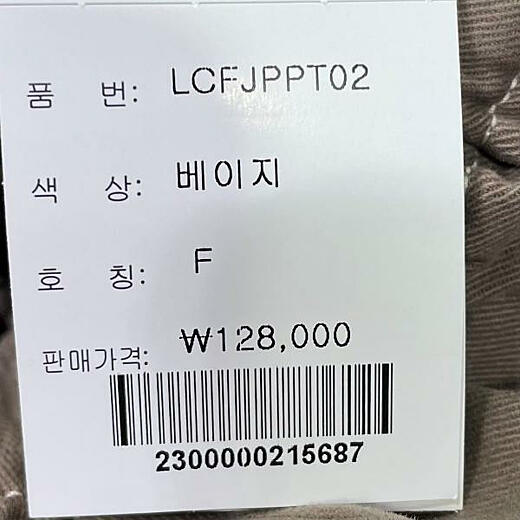 품 번: LCFJPPT02
색 상: 베이지
호 칭: F
판매가격: ₩128,000
2300000215687